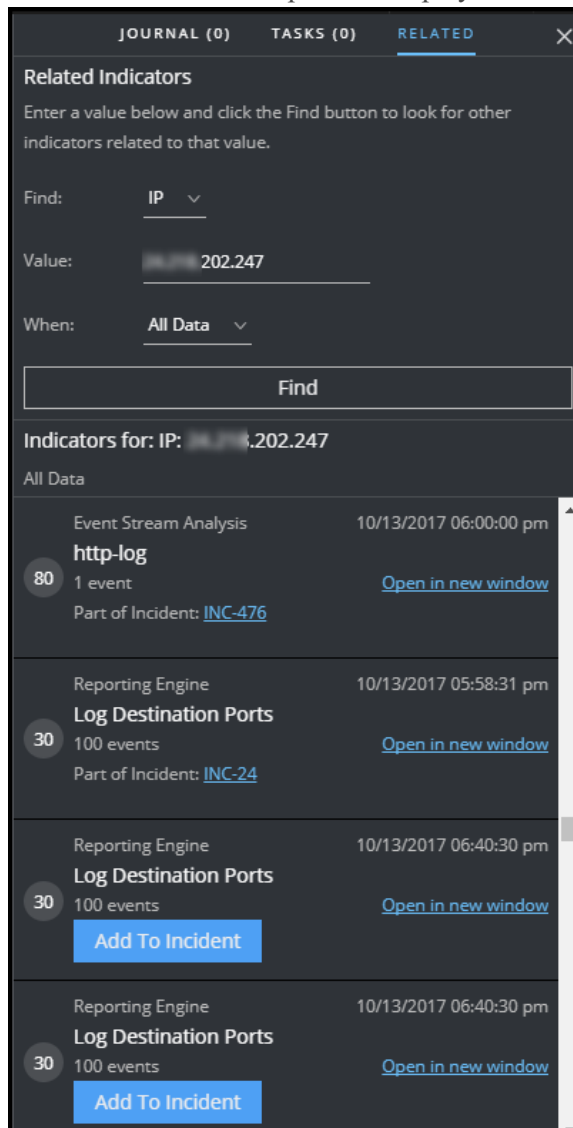 JOURNAL (0) TASKS (0) RELATED
Related Indicators
Enter a value below and click the Find button to look for other
indicators related to that value.
Find: IP
Value: .202.247
When: All Data
Find
Indicators for: IP: .202.247
All Data
Event Stream Analysis 10/13/2017 06:00:00 pm
http-log
80 1 event Open in new window
Part of Incident: INC-476
Reporting Engine 10/13/2017 05:58:31 pm
Log Destination Ports
30 100 events Open in new window
Part of Incident: INC-24
Reporting Engine 10/13/2017 06:40:30 pm
Log Destination Ports
30 100 events Open in new window
Add To Incident
Reporting Engine 10/13/2017 06:40:30 pm
Log Destination Ports
30 100 events Open in new window
Add To Incident